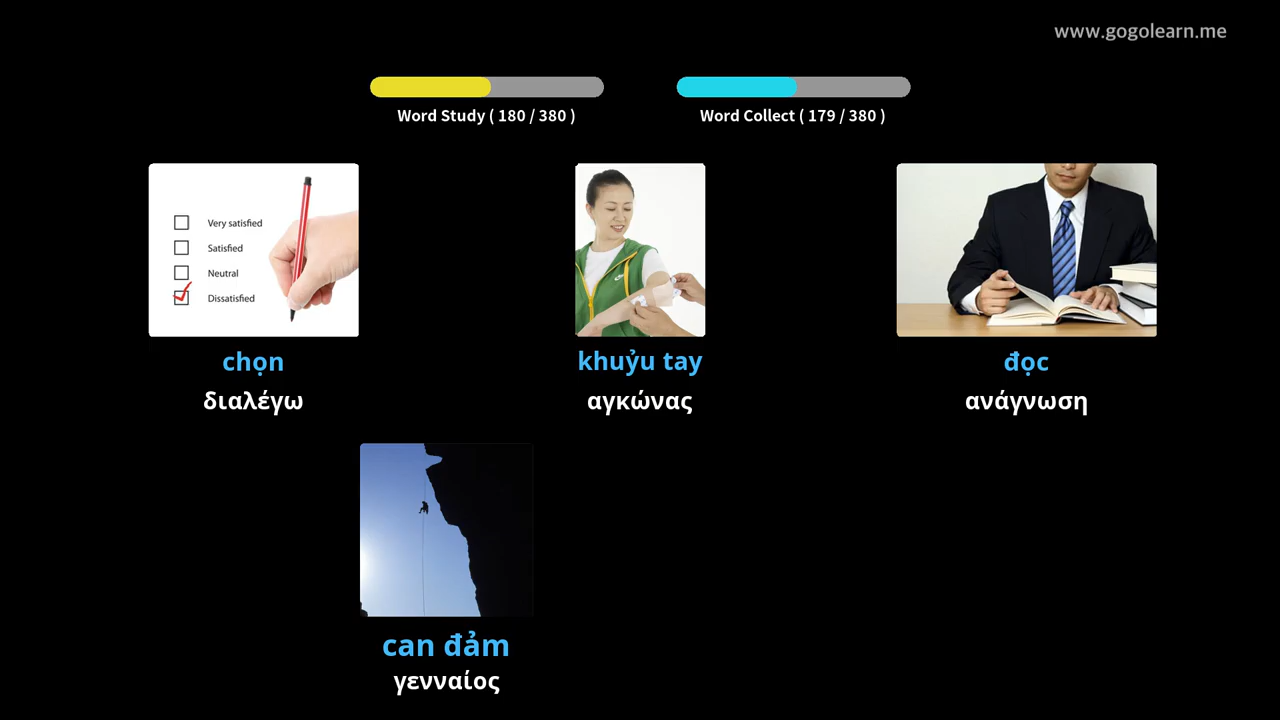 www.gogolearn.me
Word Study ( 180 / 380 )
Word Collect ( 179 / 380 )
Very satisfied
Satisfied
Neutral
Dissatisfied
chọn
διαλέγω
khuỷu tay
αγκώνας
đọc
ανάγνωση
can đảm
γενναίος